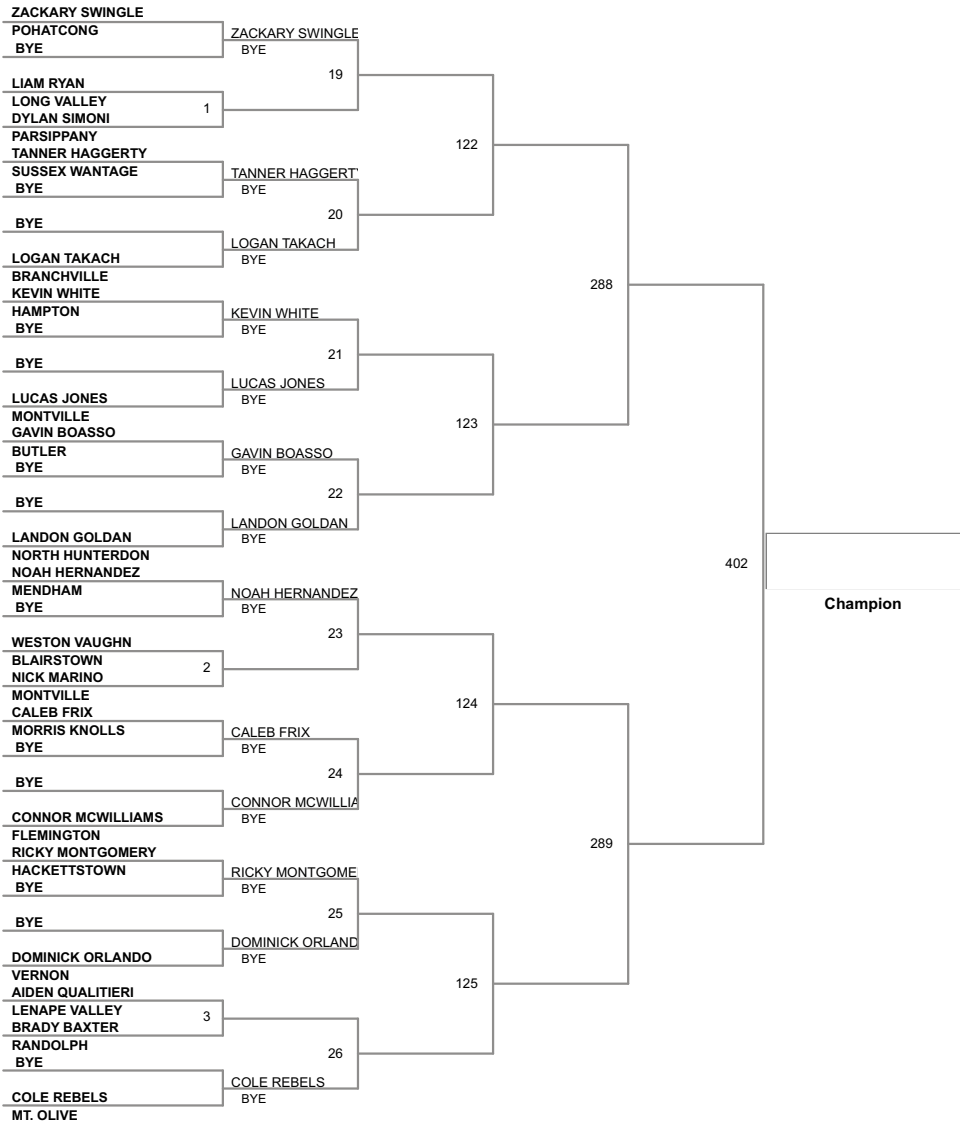 ZACKARY SWINGLE
POHATCONG
BYE
LIAM RYAN
LONG VALLEY
DYLAN SIMONI
PARSIPPANY
TANNER HAGGERTY
SUSSEX WANTAGE
BYE
BYE
LOGAN TAKACH
BRANCHVILLE
KEVIN WHITE
HAMPTON
BYE
BYE
LUCAS JONES
MONTVILLE
GAVIN BOASSO
BUTLER
BYE
BYE
LANDON GOLDAN
NORTH HUNTERDON
NOAH HERNANDEZ
MENDHAM
BYE
WESTON VAUGHN
BLAIRSTOWN
NICK MARINO
MONTVILLE
CALEB FRIX
MORRIS KNOLLS
BYE
BYE
CONNOR MCWILLIAMS
FLEMINGTON
RICKY MONTGOMERY
HACKETTSTOWN
BYE
BYE
DOMINICK ORLANDO
VERNON
AIDEN QUALITIERI
LENAPE VALLEY
BRADY BAXTER
RANDOLPH
BYE
COLE REBELS
MT. OLIVE
1
2
3
ZACKARY SWINGLE
BYE
19
TANNER HAGGERTY
BYE
20
LOGAN TAKACH
BYE
KEVIN WHITE
BYE
21
LUCAS JONES
BYE
GAVIN BOASSO
BYE
22
LANDON GOLDAN
BYE
NOAH HERNANDEZ
BYE
23
CALEB FRIX
BYE
24
CONNOR MCWILLIA
BYE
RICKY MONTGOME
BYE
25
DOMINICK ORLAND
BYE
26
COLE REBELS
BYE
122
123
124
125
288
289
402
Champion